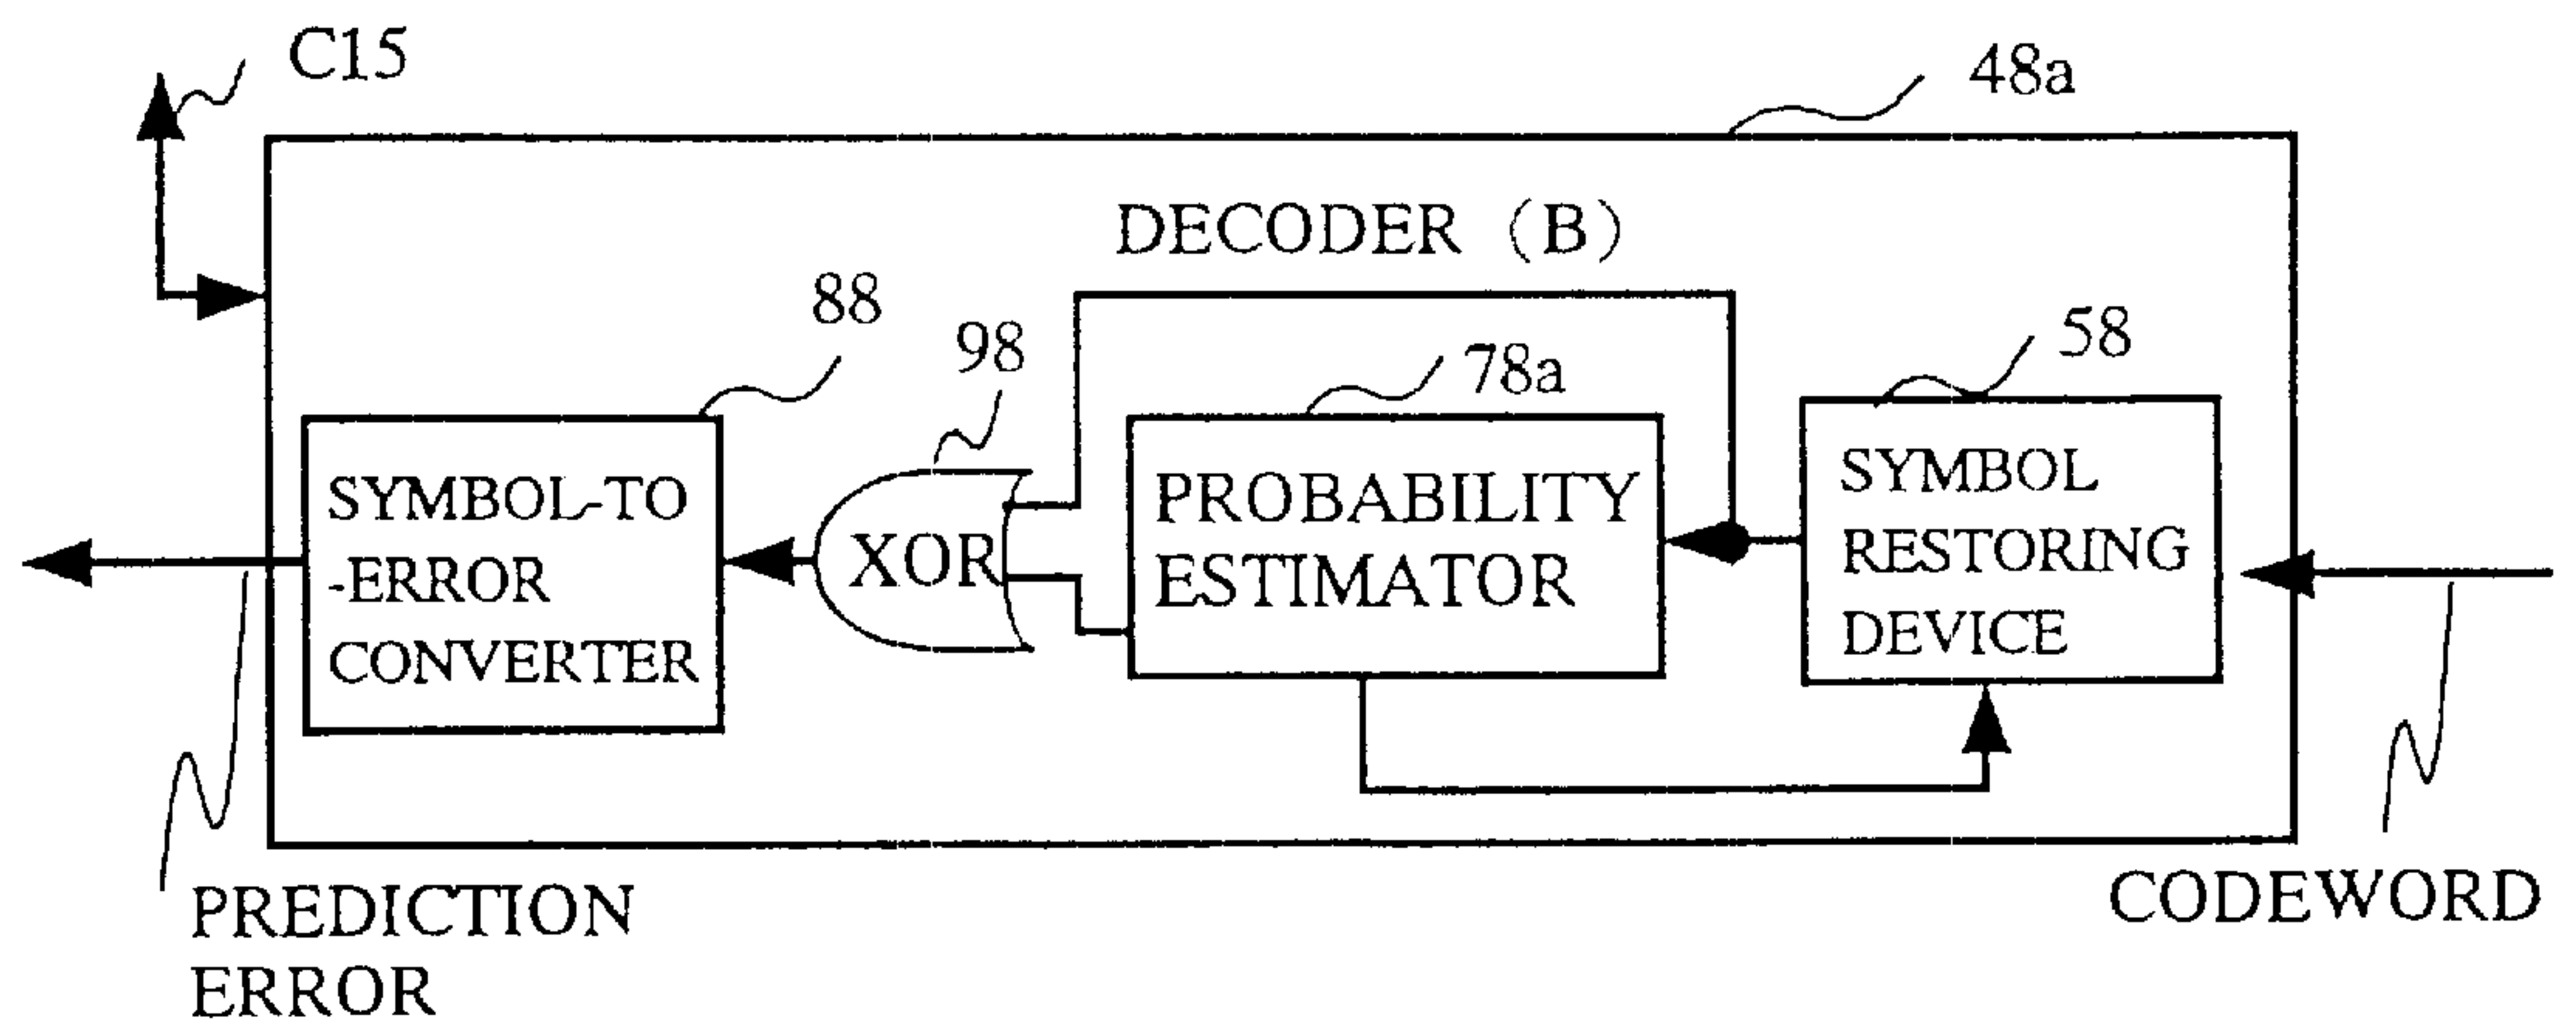 C15
48a
DECODER (B)
88
98
78a
58
SYMBOL-TO
-ERROR
CONVERTER
XOR
PROBABILITY
ESTIMATOR
SYMBOL
RESTORING
DEVICE
PREDICTION
ERROR
CODEWORD